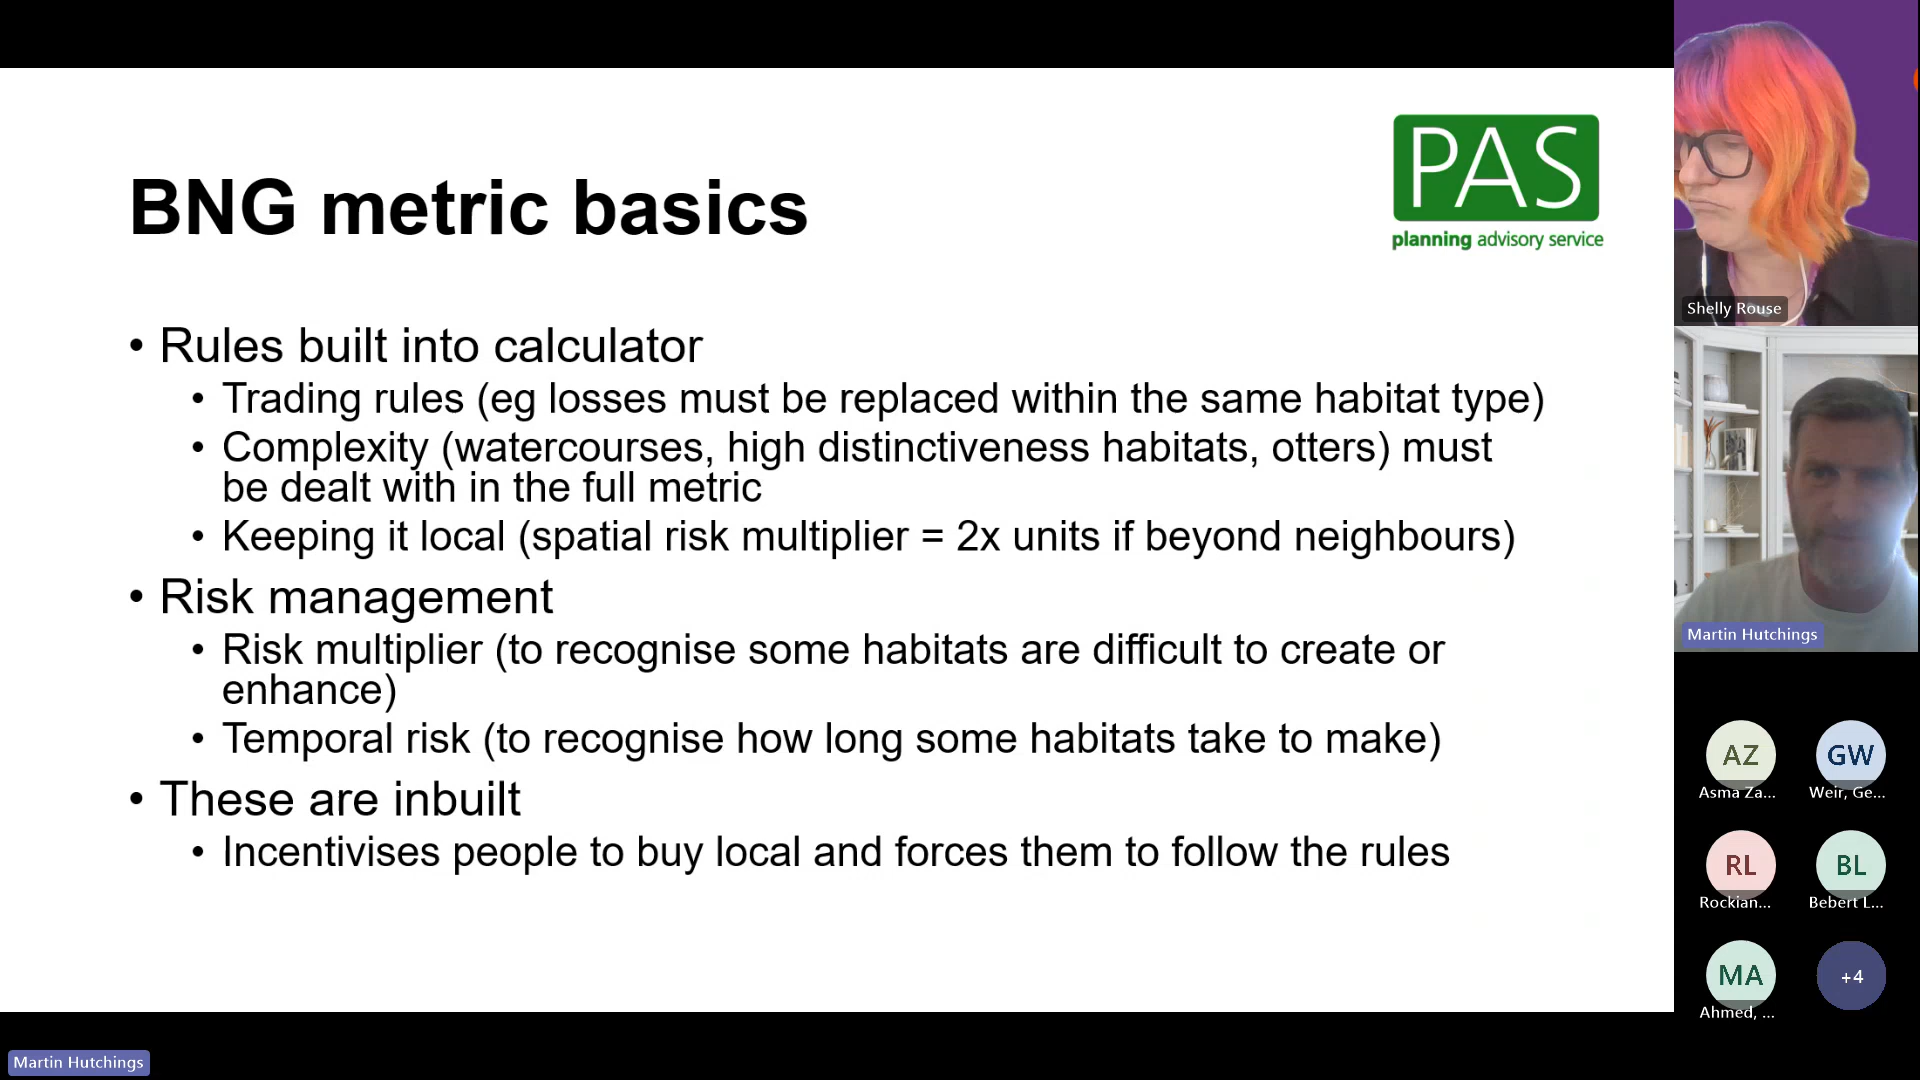 BNG metric basics
PAS
planning advisory service
• Rules built into calculator
• Trading rules (eg losses must be replaced within the same habitat type)
• Complexity (watercourses, high distinctiveness habitats, otters) must
be dealt with in the full metric
• Keeping it local (spatial risk multiplier = 2x units if beyond neighbours)
• Risk management
• Risk multiplier (to recognise some habitats are difficult to create or
enhance)
• Temporal risk (to recognise how long some habitats take to make)
• These are inbuilt
• Incentivises people to buy local and forces them to follow the rules
Shelly Rouse
Martin Hutchings
AZ
Asma Za...
GW
Weir, Ge...
RL
Rockian...
BL
Bebert L...
MA
Ahmed, ...
+4
Martin Hutchings